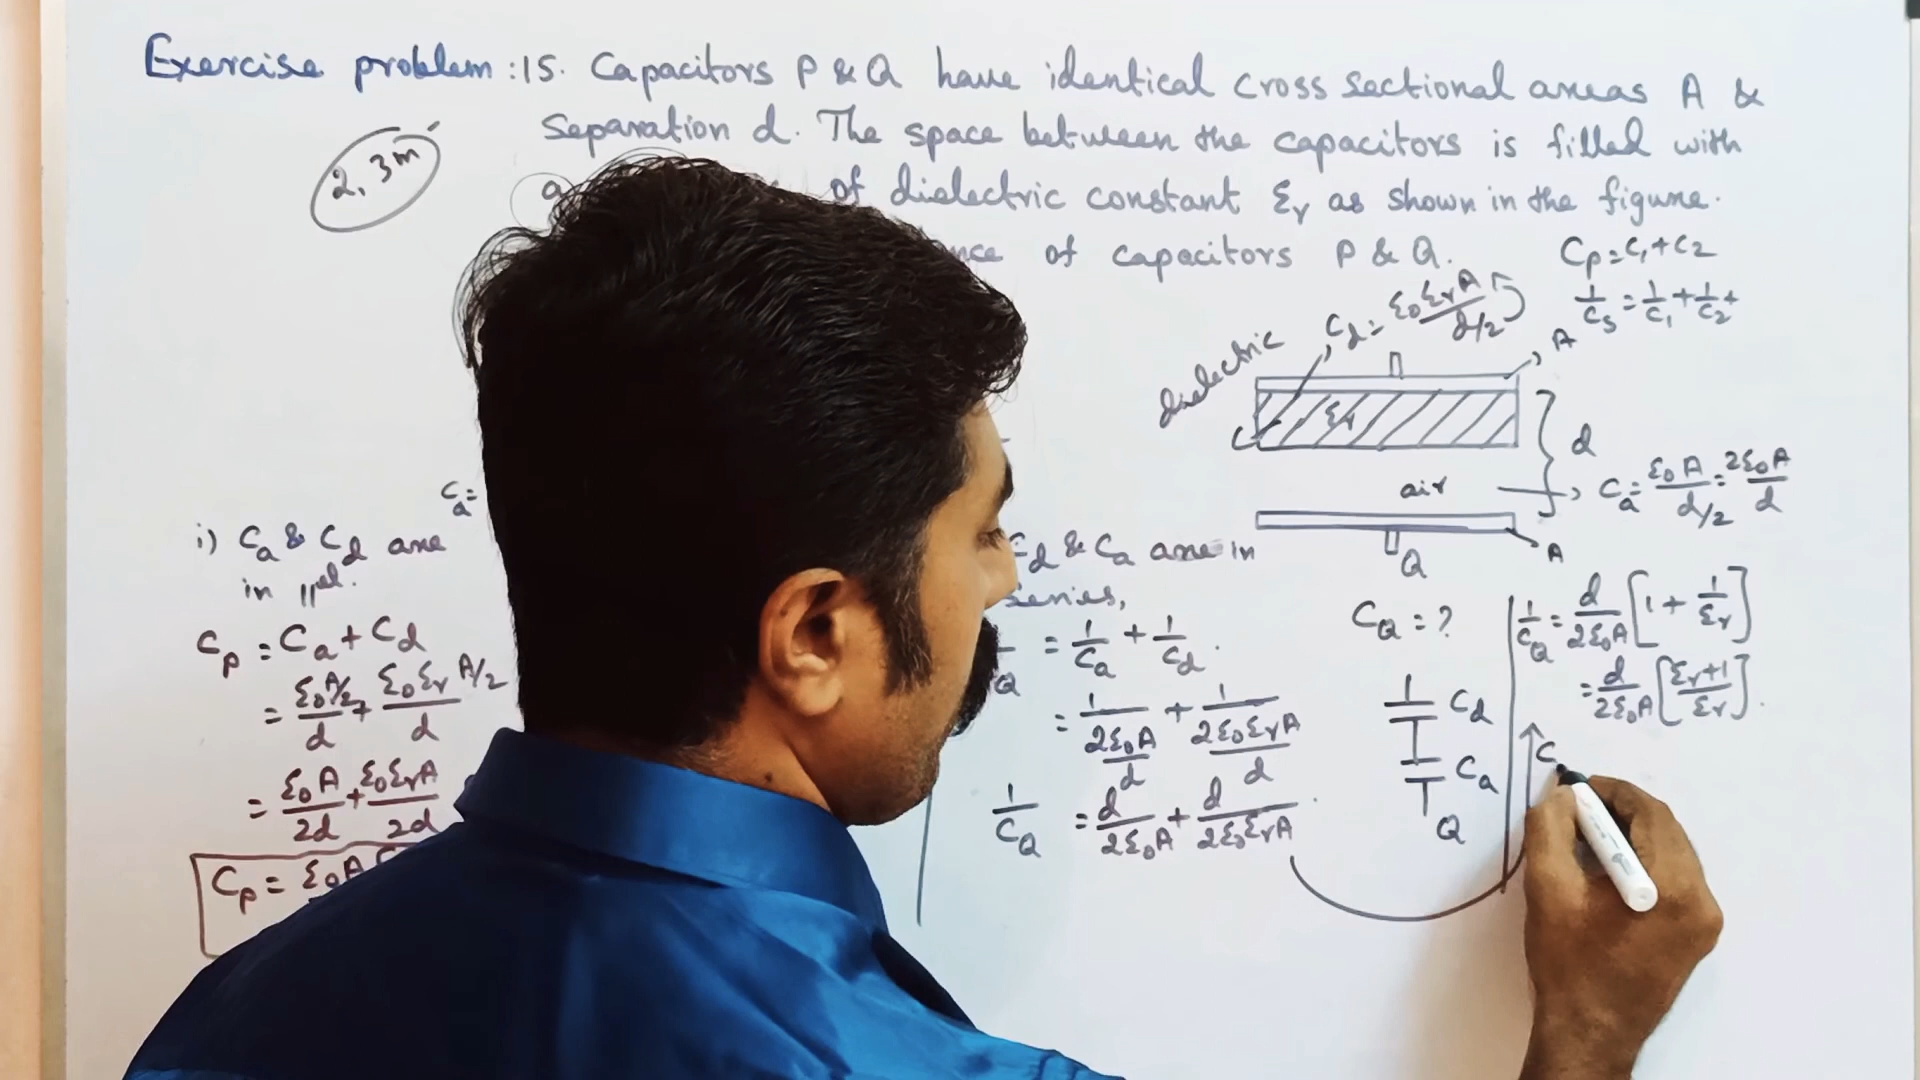 Exercise problem :15. Capacitors P & Q have identical cross sectional areas A &
separation d. The space between the capacitors is filled with
a of dielectric constant εr as shown in the figure.
of capacitors P & Q.
2, 3m
Cp = C1 + C2
1/Cs = 1/C1 + 1/C2 +
dielectric
Cd = ε0εrA / d/2
A
εr
d
air
Ca = ε0A / d/2 = 2ε0A / d
A
Q
Ca =
i) Ca & Cd are
in ||el.
Cp = Ca + Cd
= ε0A/2 / d + ε0εrA/2 / d
= ε0A / 2d + ε0εrA / 2d
Cp = ε0A
Cd & Ca are in
series,
Q = 1/Ca + 1/Cd.
= 1 / (2ε0A / d) + 1 / (2ε0εrA / d)
1/CQ = d / 2ε0A + d / 2ε0εrA.
CQ = ?
Cd
Ca
Q
1/CQ = d / 2ε0A [1 + 1/εr]
= d / 2ε0A [εr+1 / εr].
C